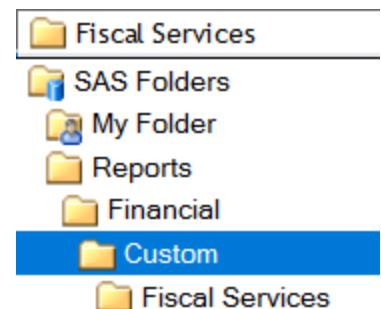 Fiscal Services
SAS Folders
My Folder
Reports
Financial
Custom
Fiscal Services